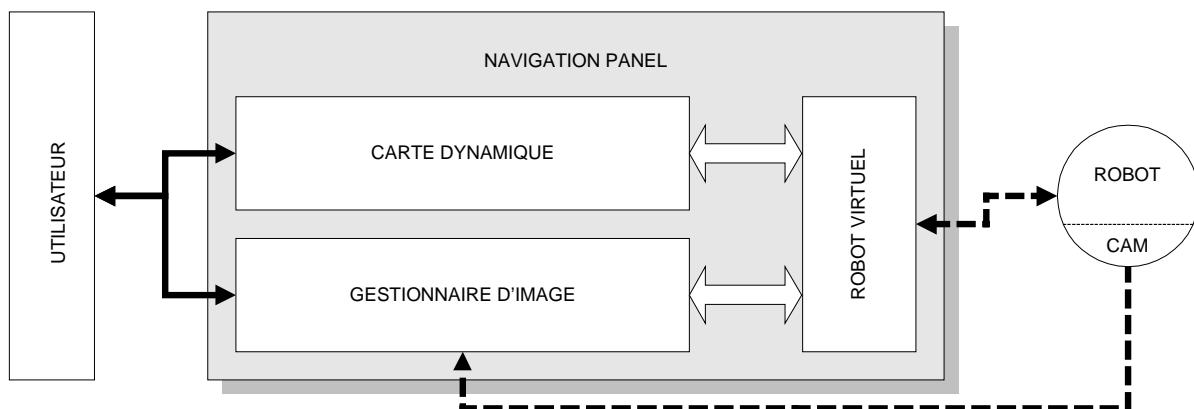 NAVIGATION PANEL
UTILISATEUR
CARTE DYNAMIQUE
GESTIONNAIRE D'IMAGE
ROBOT VIRTUEL
ROBOT
CAM